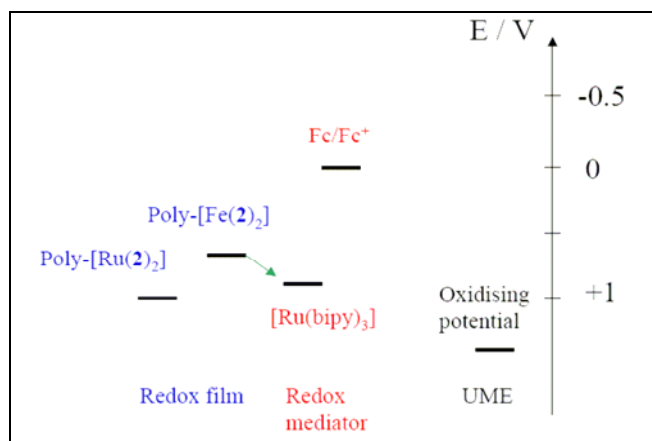 E / V
-0.5
Fc/Fc⁺
0
Poly-[Fe(2)₂]
Poly-[Ru(2)₂]
[Ru(bipy)₃]
Oxidising
potential
+1
Redox film
Redox
mediator
UME